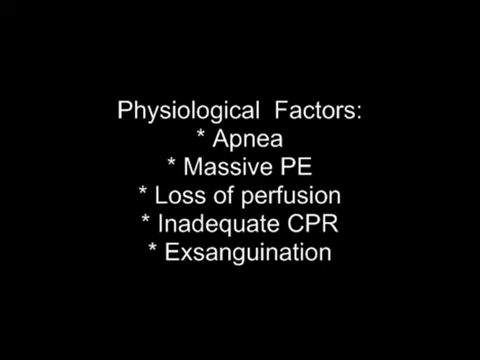 Physiological  Factors:
* Apnea
* Massive PE
* Loss of perfusion
* Inadequate CPR
* Exsanguination